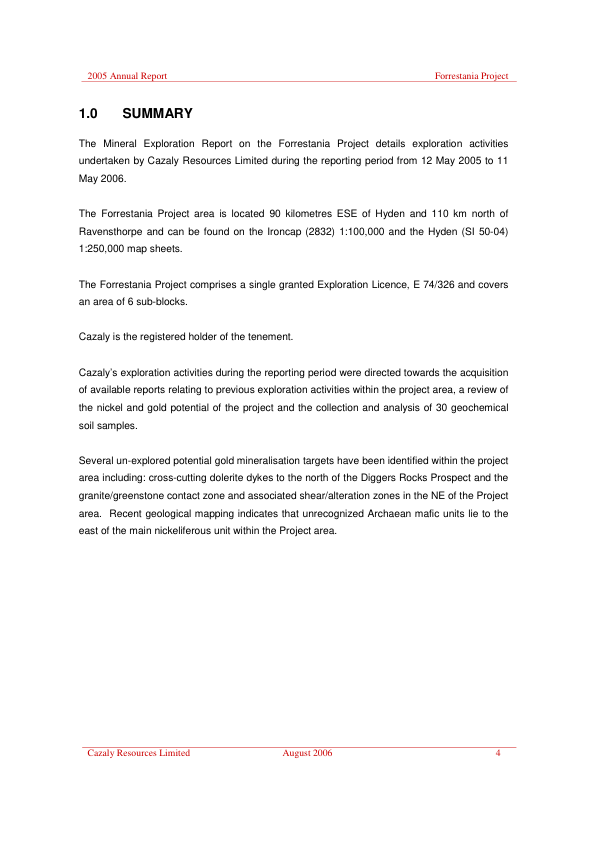 2005 Annual Report Forrestania Project
1.0 SUMMARY
The Mineral Exploration Report on the Forrestania Project details exploration activities
undertaken by Cazaly Resources Limited during the reporting period from 12 May 2005 to 11
May 2006.
The Forrestania Project area is located 90 kilometres ESE of Hyden and 110 km north of
Ravensthorpe and can be found on the Ironcap (2832) 1:100,000 and the Hyden (SI 50-04)
1:250,000 map sheets.
The Forrestania Project comprises a single granted Exploration Licence, E 74/326 and covers
an area of 6 sub-blocks.
Cazaly is the registered holder of the tenement.
Cazaly's exploration activities during the reporting period were directed towards the acquisition
of available reports relating to previous exploration activities within the project area, a review of
the nickel and gold potential of the project and the collection and analysis of 30 geochemical
soil samples.
Several un-explored potential gold mineralisation targets have been identified within the project
area including: cross-cutting dolerite dykes to the north of the Diggers Rocks Prospect and the
granite/greenstone contact zone and associated shear/alteration zones in the NE of the Project
area. Recent geological mapping indicates that unrecognized Archaean mafic units lie to the
east of the main nickeliferous unit within the Project area.
Cazaly Resources Limited August 2006 4